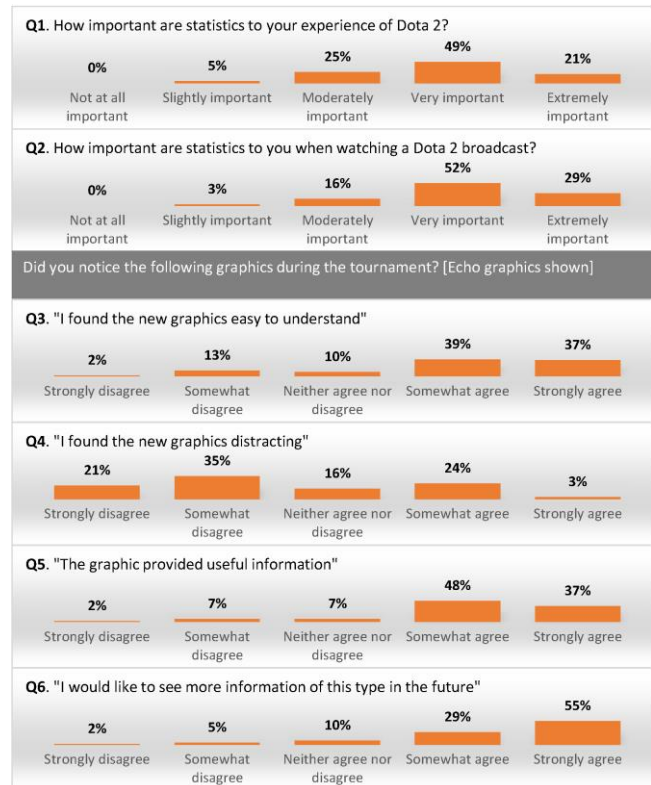 Q1. How important are statistics to your experience of Dota 2?
0% 5% 25% 49% 21%
Not at all Slightly important Moderately Very important Extremely
important important important
Q2. How important are statistics to you when watching a Dota 2 broadcast?
0% 3% 16% 52% 29%
Not at all Slightly important Moderately Very important Extremely
important important important
Did you notice the following graphics during the tournament? [Echo graphics shown]
Q3. "I found the new graphics easy to understand"
2% 13% 10% 39% 37%
Strongly disagree Somewhat Neither agree nor Somewhat agree Strongly agree
disagree disagree
Q4. "I found the new graphics distracting"
21% 35% 16% 24% 3%
Strongly disagree Somewhat Neither agree nor Somewhat agree Strongly agree
disagree disagree
Q5. "The graphic provided useful information"
2% 7% 7% 48% 37%
Strongly disagree Somewhat Neither agree nor Somewhat agree Strongly agree
disagree disagree
Q6. "I would like to see more information of this type in the future"
2% 5% 10% 29% 55%
Strongly disagree Somewhat Neither agree nor Somewhat agree Strongly agree
disagree disagree